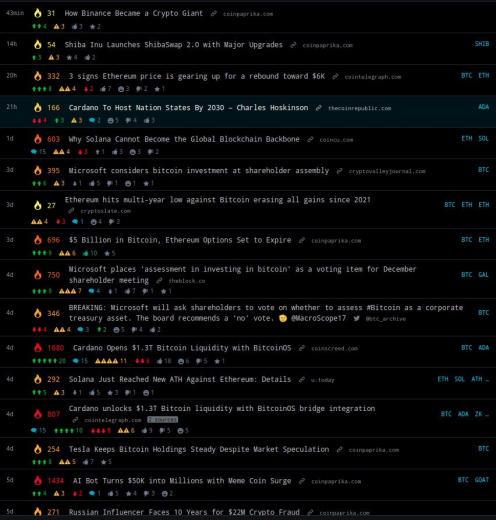 43min 31 How Binance Became a Crypto Giant coinpaprika.com
4 3 3 2
14h 54 Shiba Inu Launches ShibaSwap 2.0 with Major Upgrades coinpaprika.com SHIB
3 3 4 2
20h 332 3 signs Ethereum price is gearing up for a rebound toward $6K cointelegraph.com BTC ETH
8 4 2 7 3 2 1
21h 166 Cardano To Host Nation States By 2030 – Charles Hoskinson thecoinrepublic.com ADA
4 3 3 2 5 4 3
1d 603 Why Solana Cannot Become the Global Blockchain Backbone coincu.com ETH SOL
15 4 3 1 3 3 2
3d 395 Microsoft considers bitcoin investment at shareholder assembly cryptovalleyjournal.com BTC
6 3 1 5 1 1 1
3d 27 Ethereum hits multi-year low against Bitcoin erasing all gains since 2021 BTC ETH ETH
cryptoslate.com
4 3 1 4 3
3d 696 $5 Billion in Bitcoin, Ethereum Options Set to Expire coinpaprika.com BTC ETH
9 6 10 5
4d 750 Microsoft places 'assessment in investing in bitcoin' as a voting item for December BTC GAL
shareholder meeting theblock.co
9 7 4 1 7 1 1
4d 346 BREAKING: Microsoft will ask shareholders to vote on whether to assess #Bitcoin as a corporate BTC
treasury asset. The board recommends a 'no' vote. @MacroScope17 @btc_archive
4 4 3 2 5 4 2
4d 1680 Cardano Opens $1.3T Bitcoin Liquidity with BitcoinOS coinscreed.com BTC ADA
20 15 11 6 18 6 5 1
4d 292 Solana Just Reached New ATH Against Ethereum: Details u.today ETH SOL ATH …
5 3 1 5 3 1 1
4d 807 Cardano unlocks $1.3T Bitcoin liquidity with BitcoinOS bridge integration BTC ADA ZK …
cointelegraph.com 2 sources
15 10 8 6 9 5 5
4d 254 Tesla Keeps Bitcoin Holdings Steady Despite Market Speculation coinpaprika.com BTC
8 5 7 5
5d 1434 AI Bot Turns $50K into Millions with Meme Coin Surge coinpaprika.com BTC GOAT
4 3 2 1 5 4 3 2
5d 271 Russian Influencer Faces 10 Years for $22M Crypto Fraud coinpaprika.com